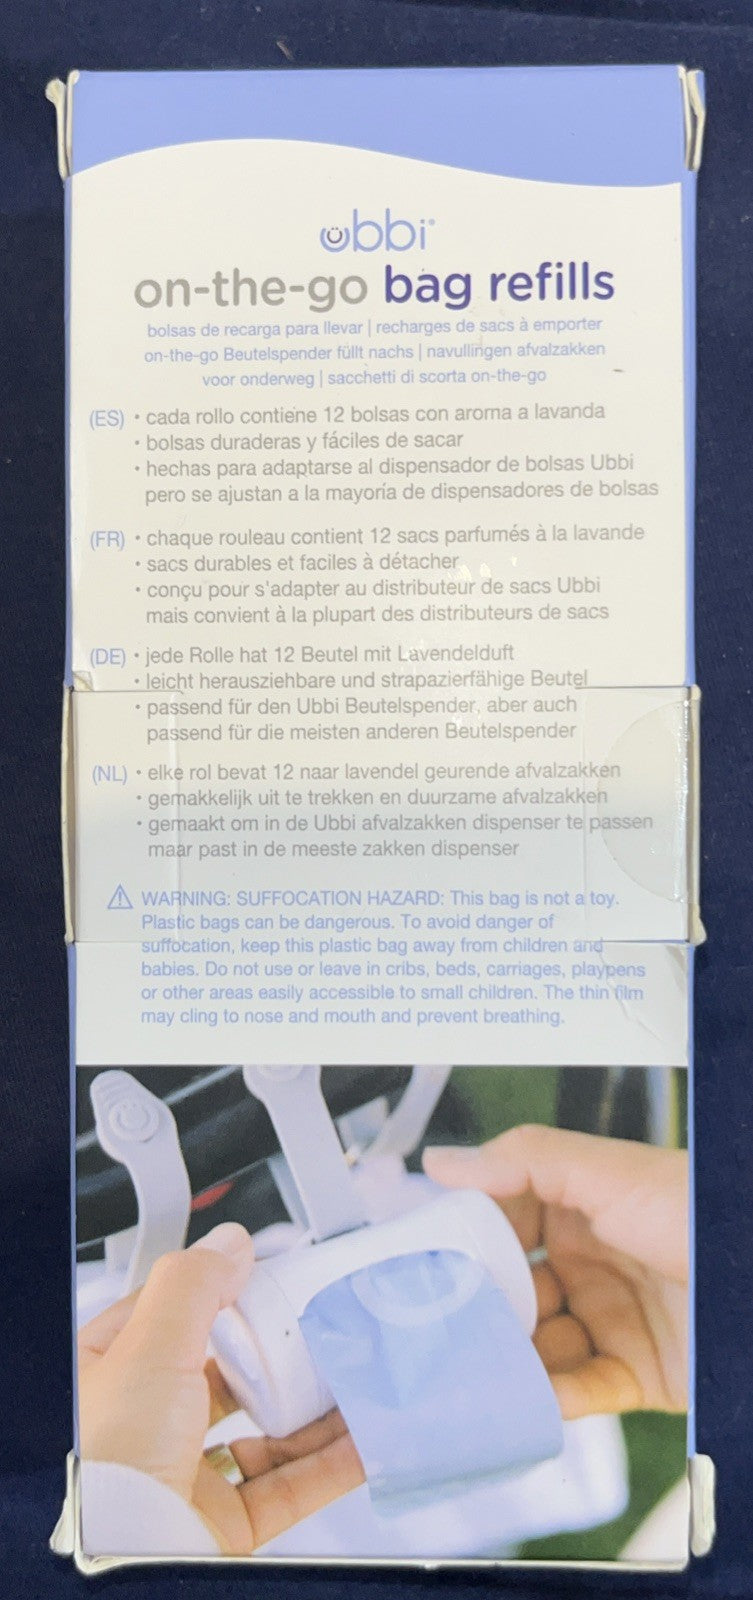 ubbi
on-the-go bag refills
bolsas de recarga para llevar | recharges de sacs à emporter
on-the-go Beutelspender füllt nachs | navullingen afvalzakken
voor onderweg | sacchetti di scorta on-the-go
(ES) • cada rollo contiene 12 bolsas con aroma a lavanda
• bolsas duraderas y fáciles de sacar
• hechas para adaptarse al dispensador de bolsas Ubbi
pero se ajustan a la mayoría de dispensadores de bolsas
(FR) • chaque rouleau contient 12 sacs parfumés à la lavande
• sacs durables et faciles à détacher
• conçu pour s'adapter au distributeur de sacs Ubbi
mais convient à la plupart des distributeurs de sacs
(DE) • jede Rolle hat 12 Beutel mit Lavendelduft
• leicht herausziehbare und strapazierfähige Beutel
• passend für den Ubbi Beutelspender, aber auch
passend für die meisten anderen Beutelspender
(NL) • elke rol bevat 12 naar lavendel geurende afvalzakken
• gemakkelijk uit te trekken en duurzame afvalzakken
• gemaakt om in de Ubbi afvalzakken dispenser te passen
maar past in de meeste zakken dispenser
WARNING: SUFFOCATION HAZARD: This bag is not a toy.
Plastic bags can be dangerous. To avoid danger of
suffocation, keep this plastic bag away from children and
babies. Do not use or leave in cribs, beds, carriages, playpens
or other areas easily accessible to small children. The thin film
may cling to nose and mouth and prevent breathing.